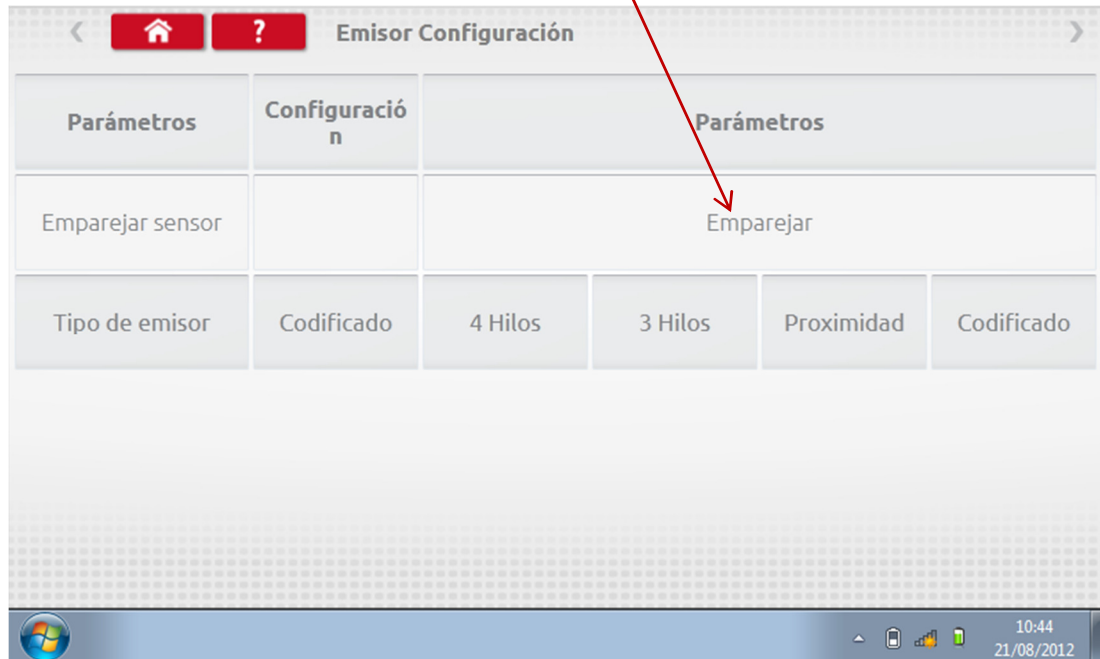 ? Emisor Configuración
Parámetros Configuració Parámetros
n
Emparejar sensor Emparejar
Tipo de emisor Codificado 4 Hilos 3 Hilos Proximidad Codificado
10:44
21/08/2012